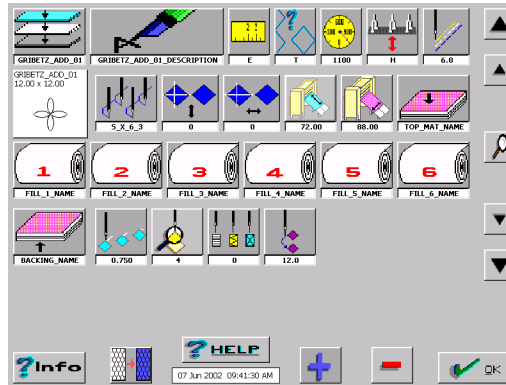 GRIBETZ_ADD_01
GRIBETZ_ADD_01_DESCRIPTION
E
T
1100
H
6.0
GRIBETZ_ADD_01
12.00 x 12.00
5_X_6_3
0
0
72.00
88.00
TOP_MAT_NAME
1
2
3
4
5
6
FILL_1_NAME
FILL_2_NAME
FILL_3_NAME
FILL_4_NAME
FILL_5_NAME
FILL_6_NAME
BACKING_NAME
0.750
4
0
12.0
?Info
?HELP
07 Jun 2002 09:41:30 AM
OK